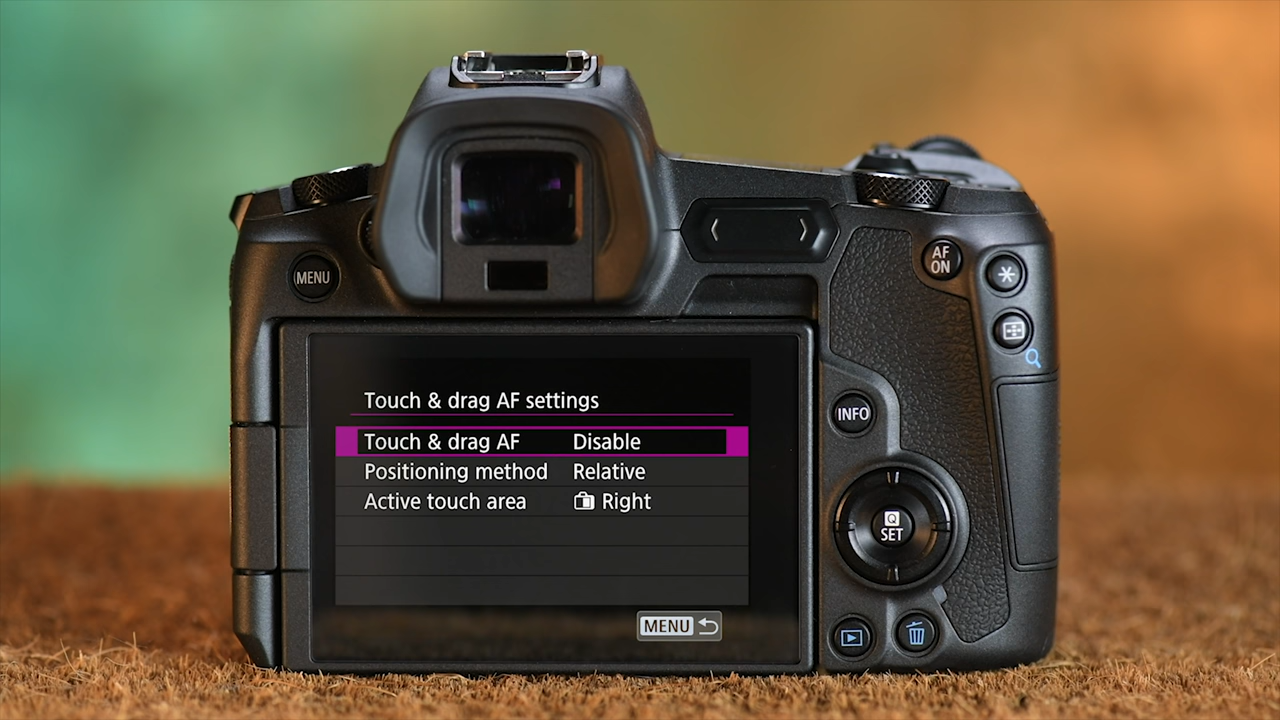 MENU
AF
ON
Touch & drag AF settings
Touch & drag AF Disable
Positioning method Relative
Active touch area Right
INFO
Q
SET
MENU